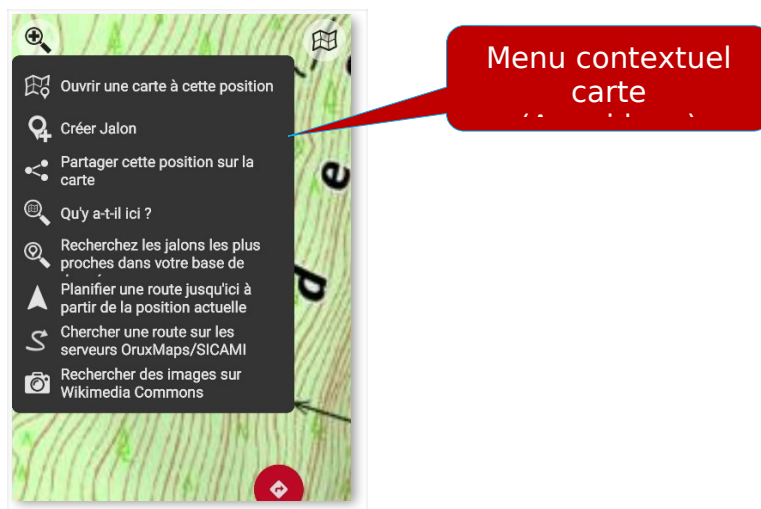 Menu contextuel
carte
Ouvrir une carte à cette position
Créer Jalon
Partager cette position sur la
carte
Qu'y a-t-il ici ?
Recherchez les jalons les plus
proches dans votre base de
Planifier une route jusqu'ici à
partir de la position actuelle
Chercher une route sur les
serveurs OruxMaps/SICAMI
Rechercher des images sur
Wikimedia Commons
e
d